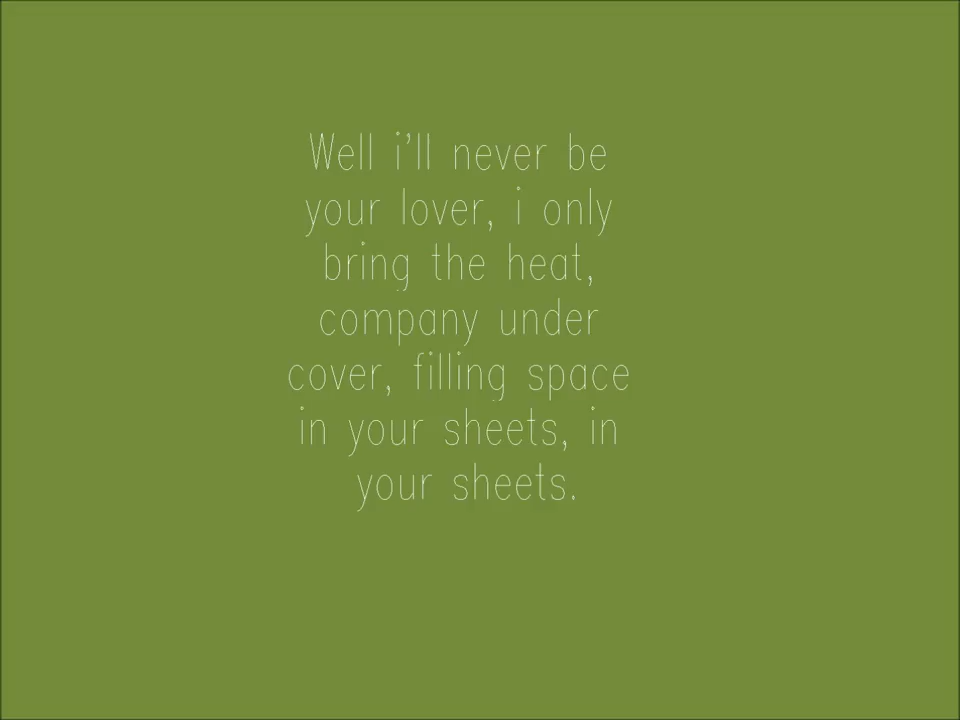 Well i'll never be
your lover, i only
bring the heat,
company under
cover, filling space
in your sheets, in
your sheets.